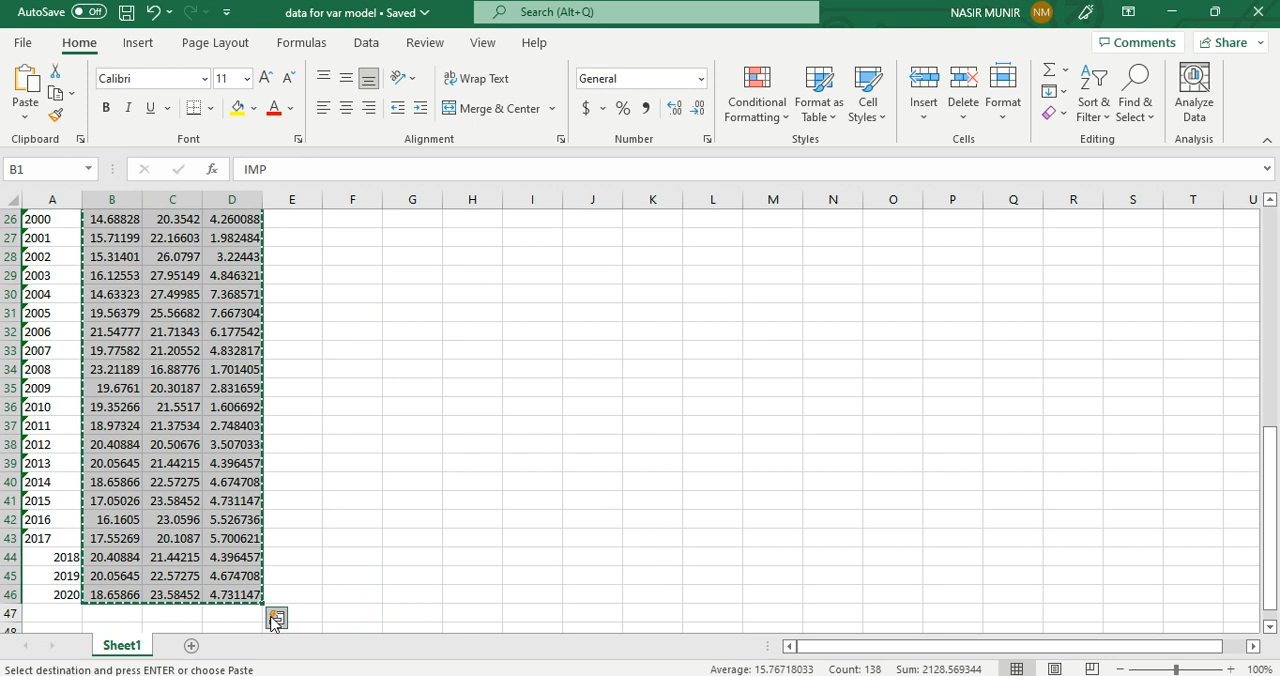 AutoSave Off data for var model • Saved Search (Alt+Q) NASIR MUNIR NM
File Home Insert Draw Page Layout Formulas Data Review View Help Comments Share
Calibri 11 Wrap Text General
Paste B I U Merge & Center $ % Conditional Formatting Format as Table Cell Styles Insert Delete Format Sort & Filter Find & Select Analyze Data
Clipboard Font Alignment Number Styles Cells Editing Analysis
B1 fx IMP
A B C D E F G H I J K L M N O P Q R S T U
26 2000 14.68828 20.3542 4.260088
27 2001 15.71199 22.16603 1.982484
28 2002 15.31401 26.0797 3.22443
29 2003 16.12553 27.95149 4.846321
30 2004 14.63323 27.49985 7.368571
31 2005 19.56379 25.56682 7.667304
32 2006 21.54777 21.71343 6.177542
33 2007 19.77582 21.20552 4.832817
34 2008 23.21189 16.88776 1.701405
35 2009 19.6761 20.30187 2.831659
36 2010 19.35266 21.5517 1.606692
37 2011 18.97324 21.37534 2.748403
38 2012 20.40884 20.50676 3.507033
39 2013 20.05645 21.44215 4.396457
40 2014 18.65866 22.57275 4.674708
41 2015 17.05026 23.58452 4.731147
42 2016 16.1605 23.0596 5.526736
43 2017 17.55269 20.1087 5.700621
44 2018 20.40884 21.44215 4.396457
45 2019 20.05645 22.57275 4.674708
46 2020 18.65866 23.58452 4.731147
47
48
Sheet1
Select destination and press ENTER or choose Paste Average: 15.76718033 Count: 138 Sum: 2128.569344 100%